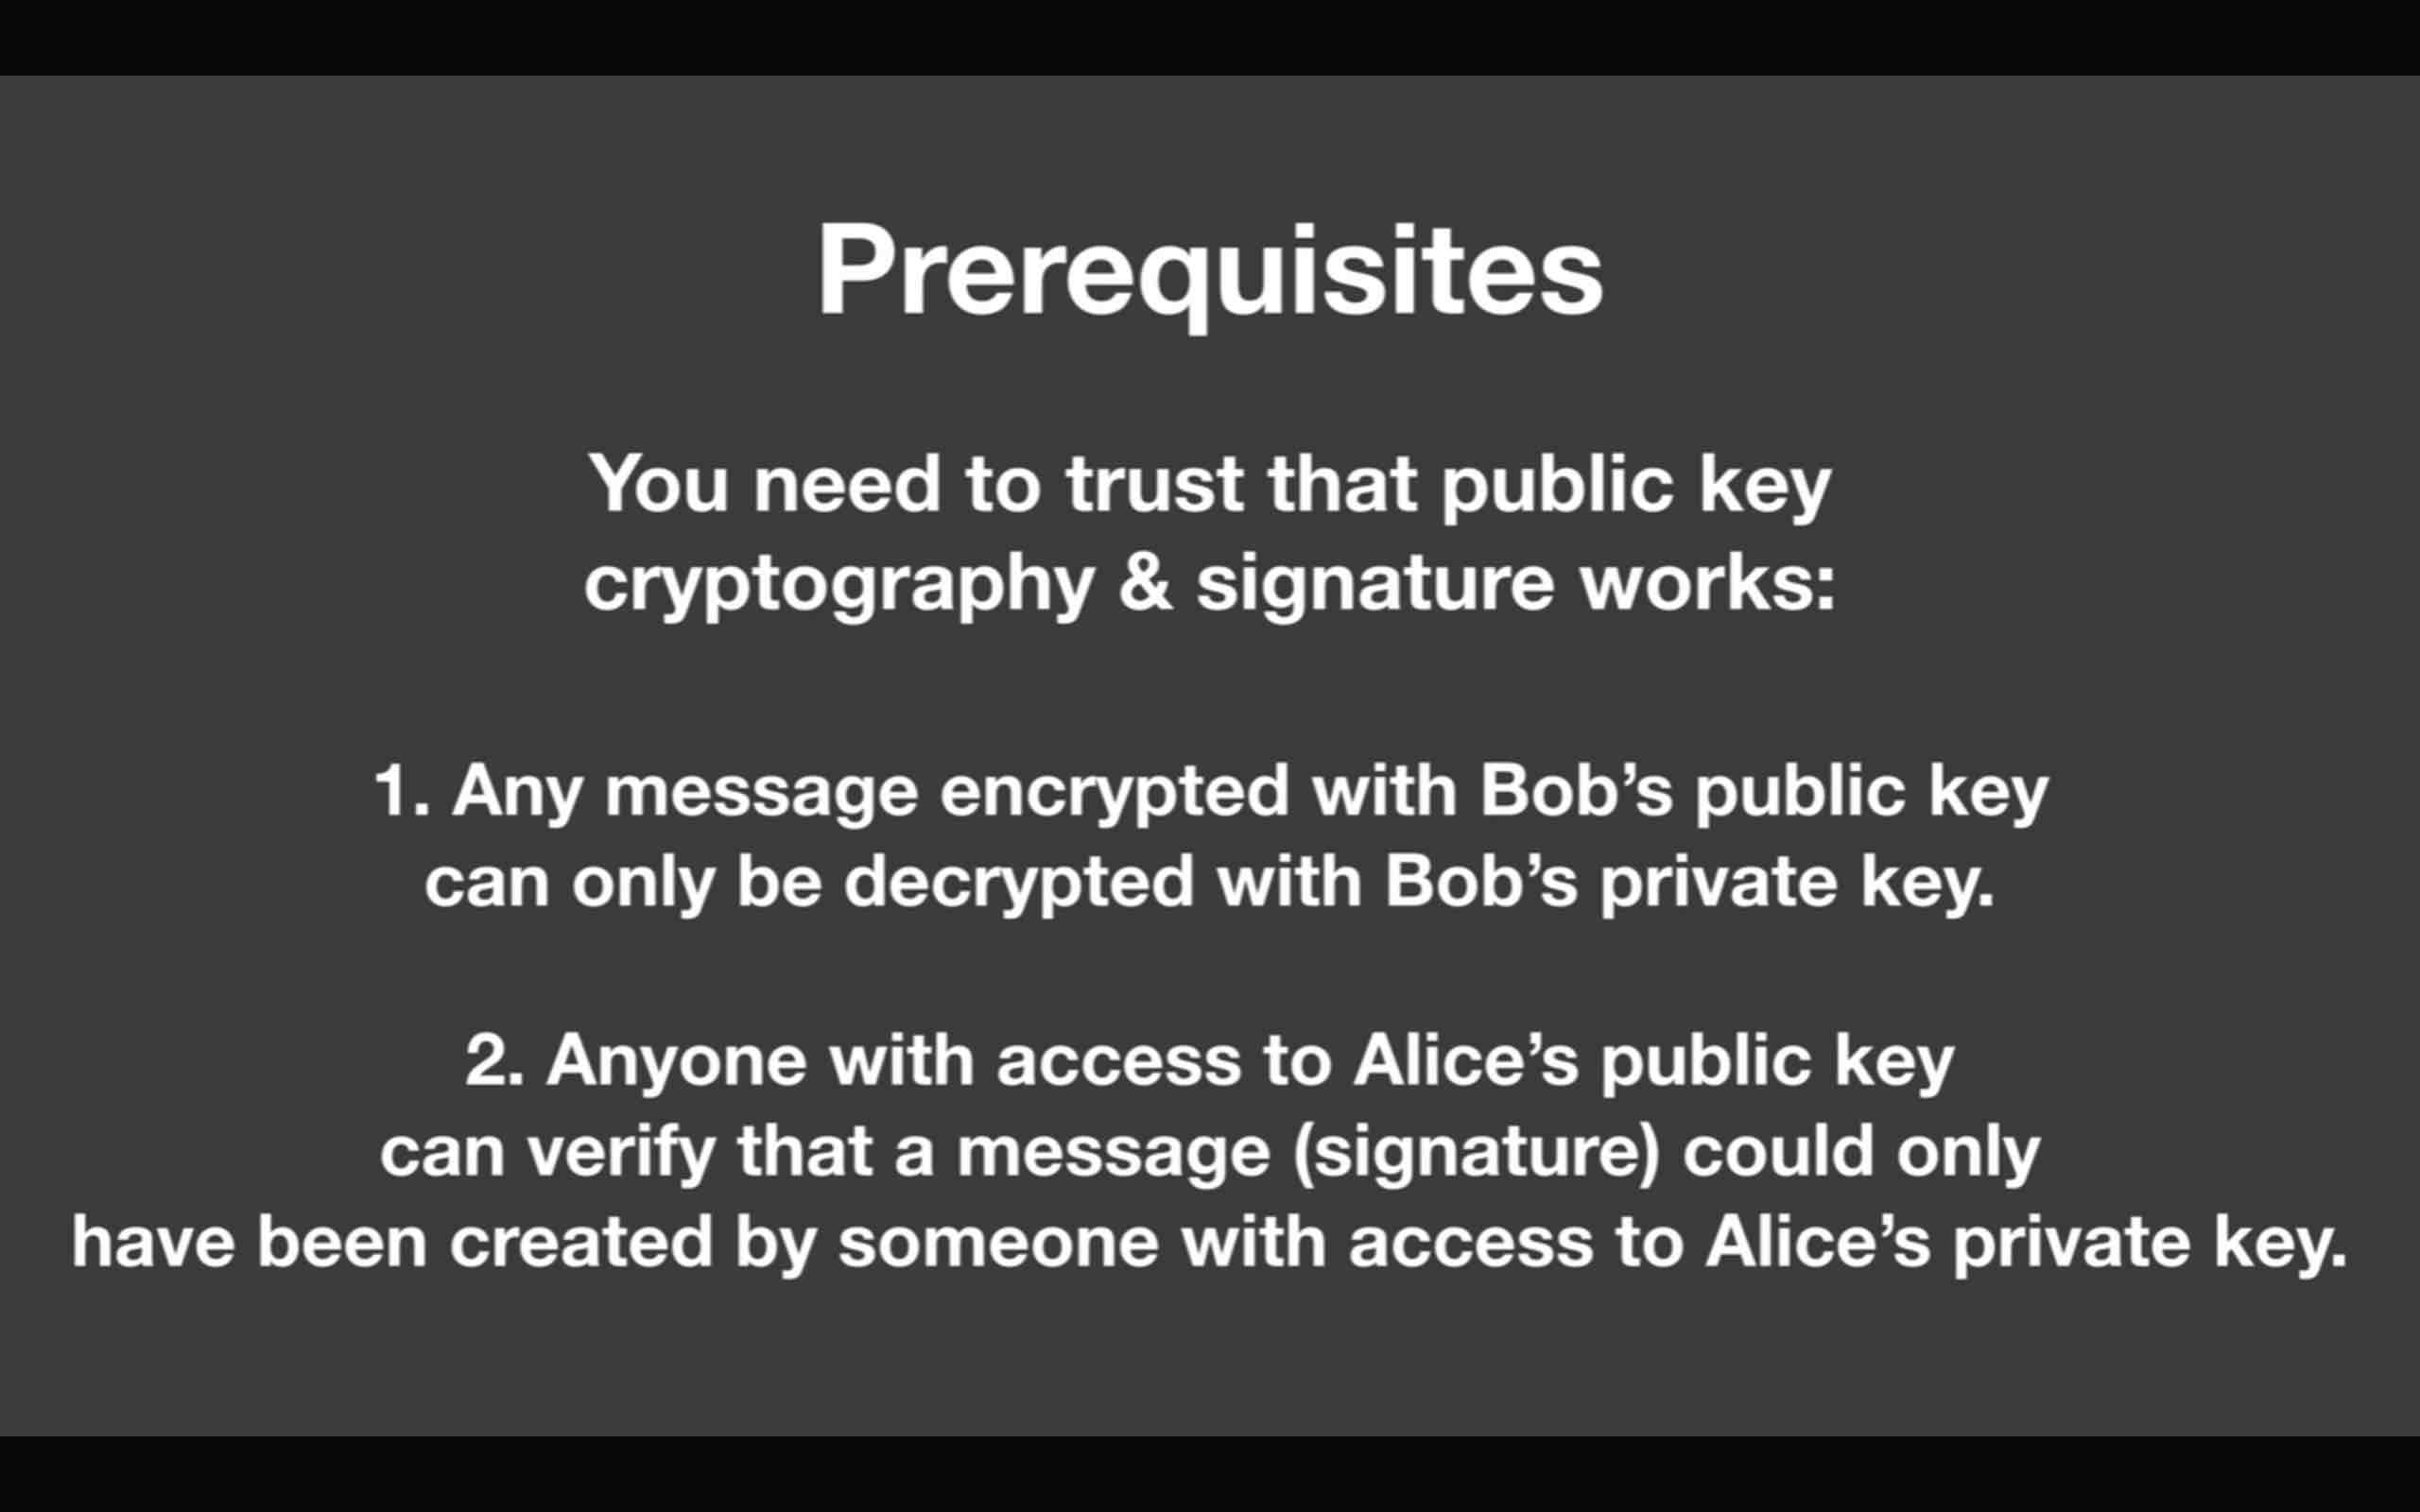 Prerequisites
You need to trust that public key
cryptography & signature works:
1. Any message encrypted with Bob’s public key
can only be decrypted with Bob’s private key.
2. Anyone with access to Alice’s public key
can verify that a message (signature) could only
have been created by someone with access to Alice’s private key.